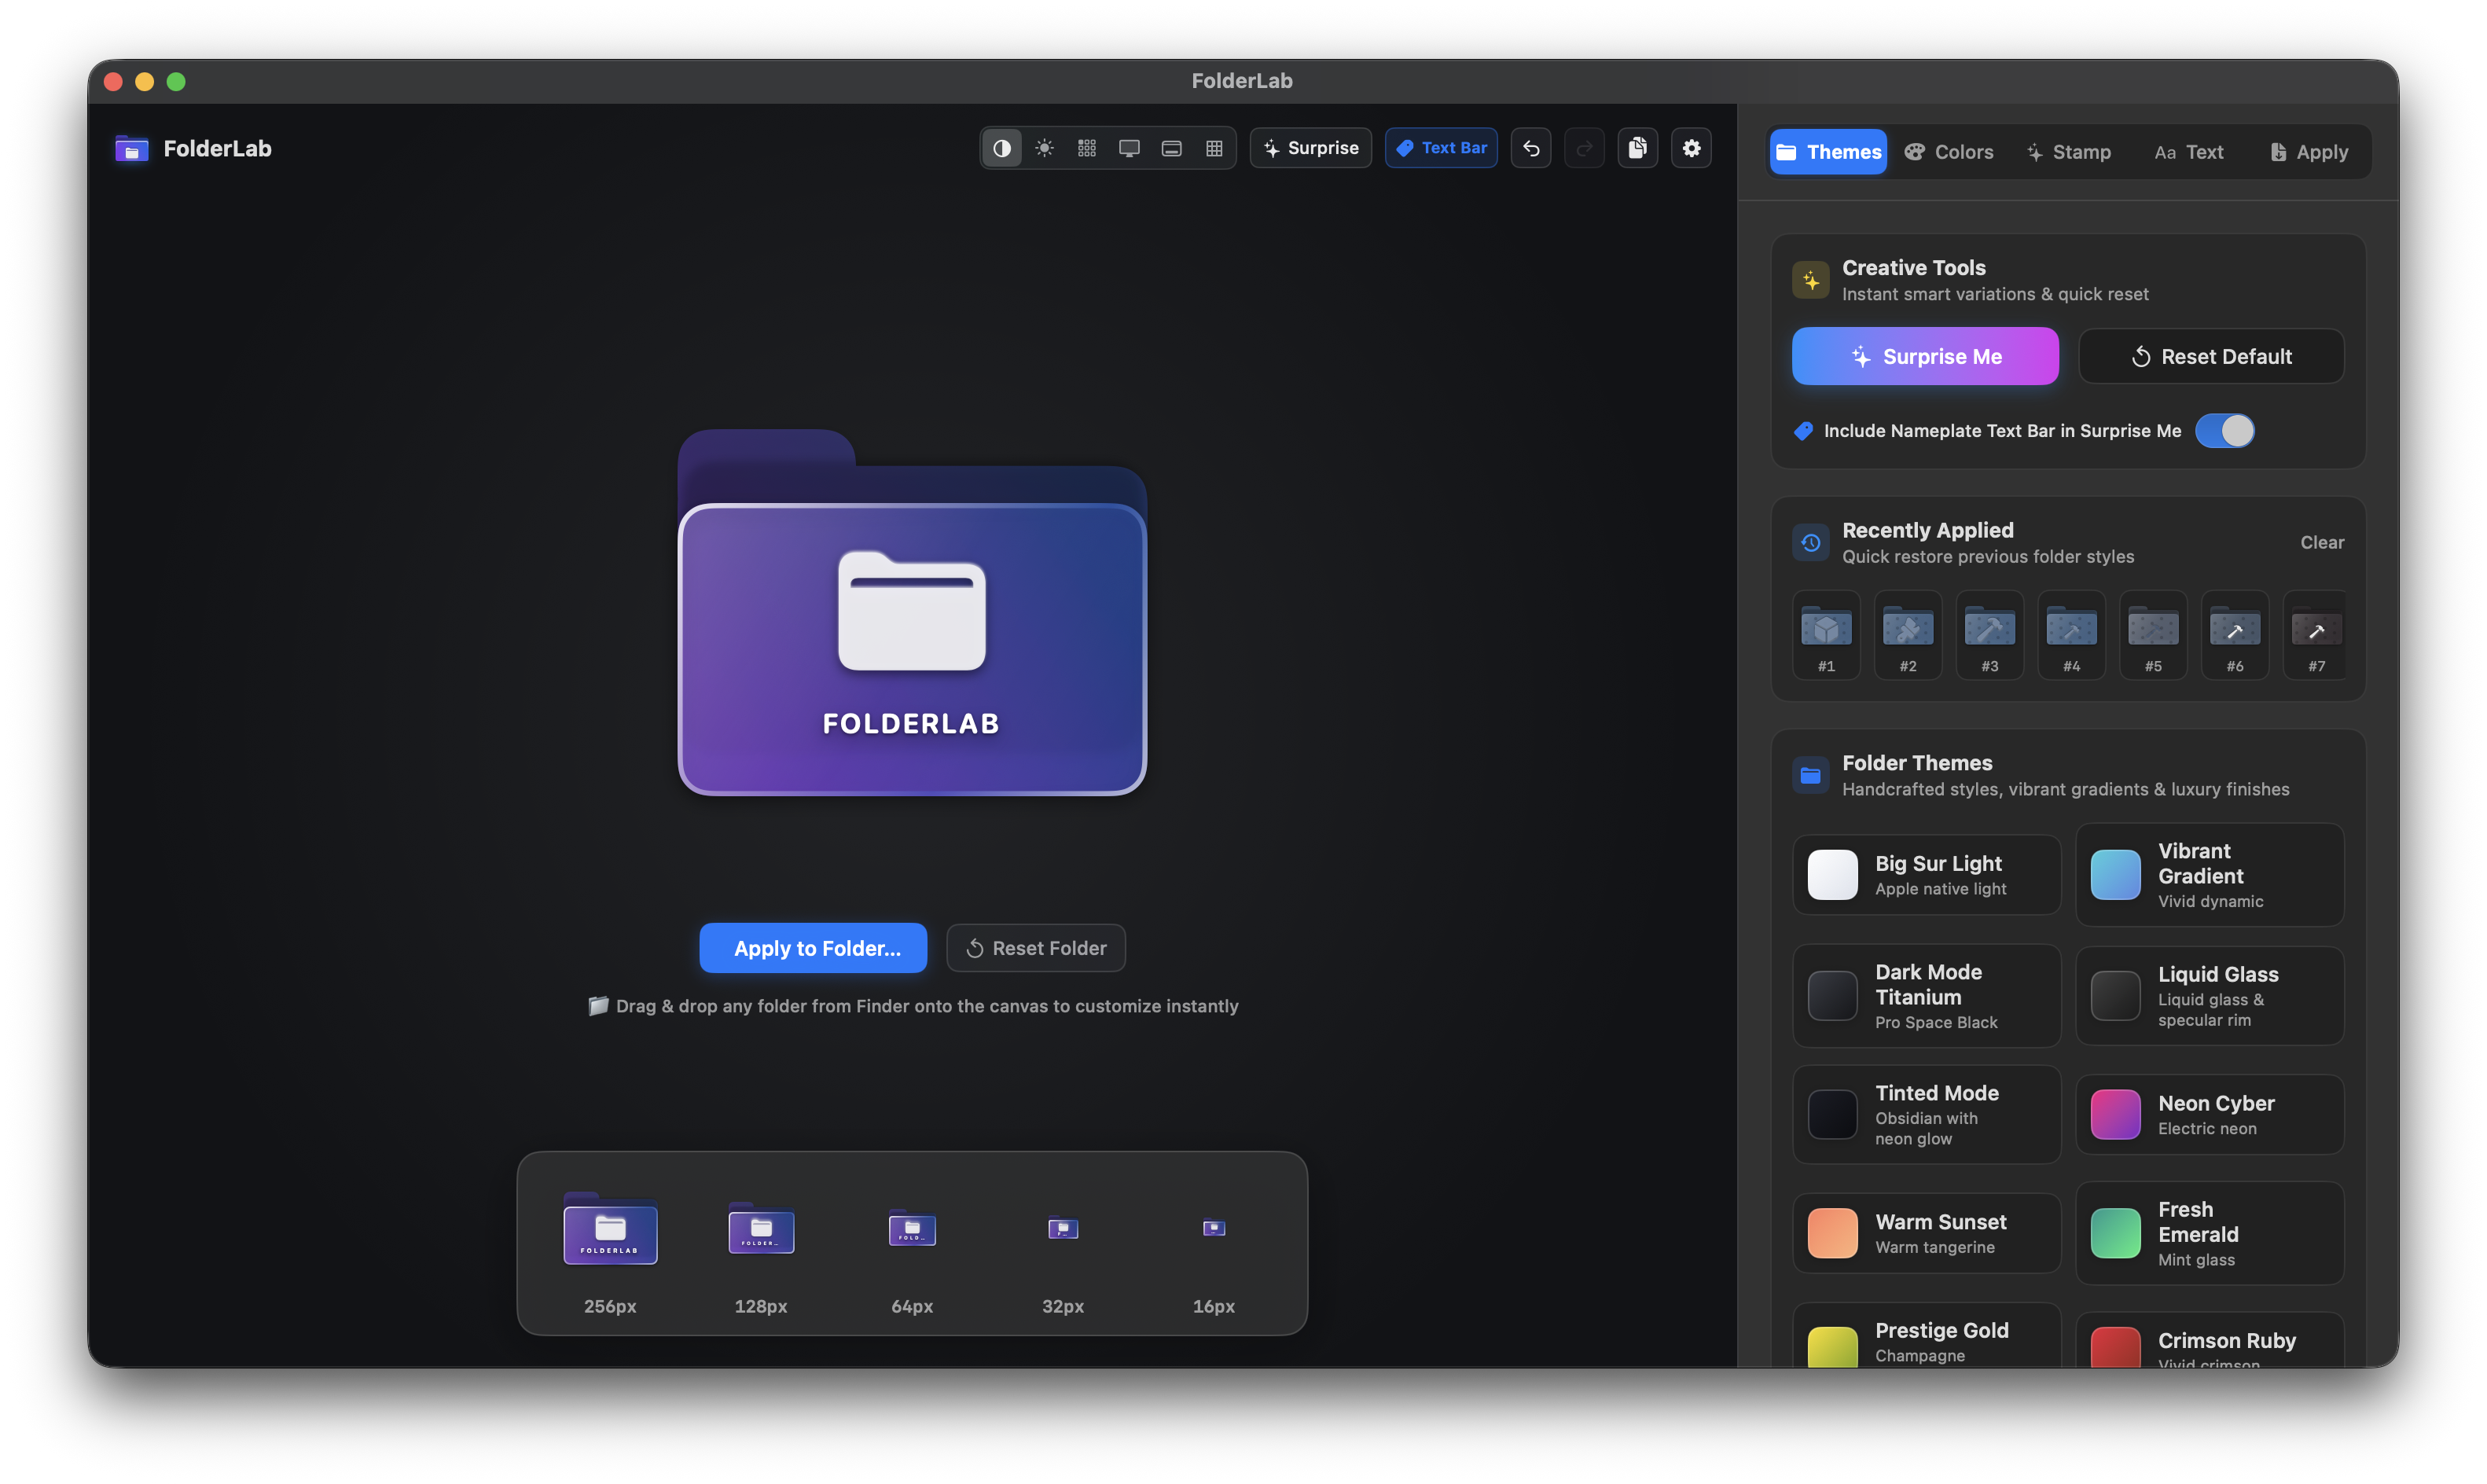 FolderLab
FolderLab
Surprise
Text Bar
Themes
Colors
Stamp
Aa Text
Apply
Creative Tools
Instant smart variations & quick reset
Surprise Me
Reset Default
Include Nameplate Text Bar in Surprise Me
Recently Applied
Quick restore previous folder styles
Clear
#1
#2
#3
#4
#5
#6
#7
FOLDERLAB
Folder Themes
Handcrafted styles, vibrant gradients & luxury finishes
Big Sur Light
Apple native light
Vibrant
Gradient
Vivid dynamic
Dark Mode
Titanium
Pro Space Black
Liquid Glass
Liquid glass &
specular rim
Tinted Mode
Obsidian with
neon glow
Neon Cyber
Electric neon
Warm Sunset
Warm tangerine
Fresh
Emerald
Mint glass
Prestige Gold
Champagne
Crimson Ruby
Vivid crimson
Apply to Folder...
Reset Folder
Drag & drop any folder from Finder onto the canvas to customize instantly
FOLDERLAB
FOLDER...
FOLD...
F...
256px
128px
64px
32px
16px